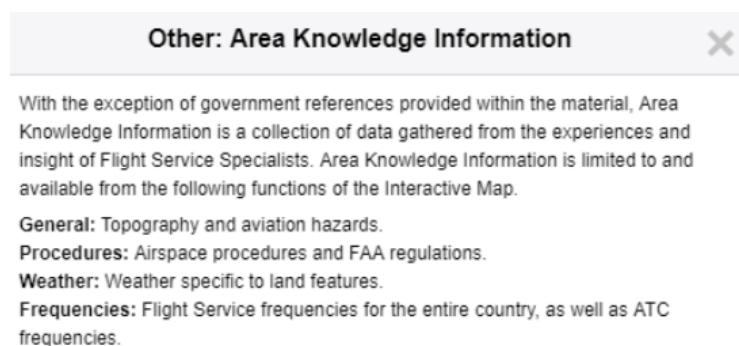 Other: Area Knowledge Information
With the exception of government references provided within the material, Area
Knowledge Information is a collection of data gathered from the experiences and
insight of Flight Service Specialists. Area Knowledge Information is limited to and
available from the following functions of the Interactive Map.
General: Topography and aviation hazards.
Procedures: Airspace procedures and FAA regulations.
Weather: Weather specific to land features.
Frequencies: Flight Service frequencies for the entire country, as well as ATC
frequencies.